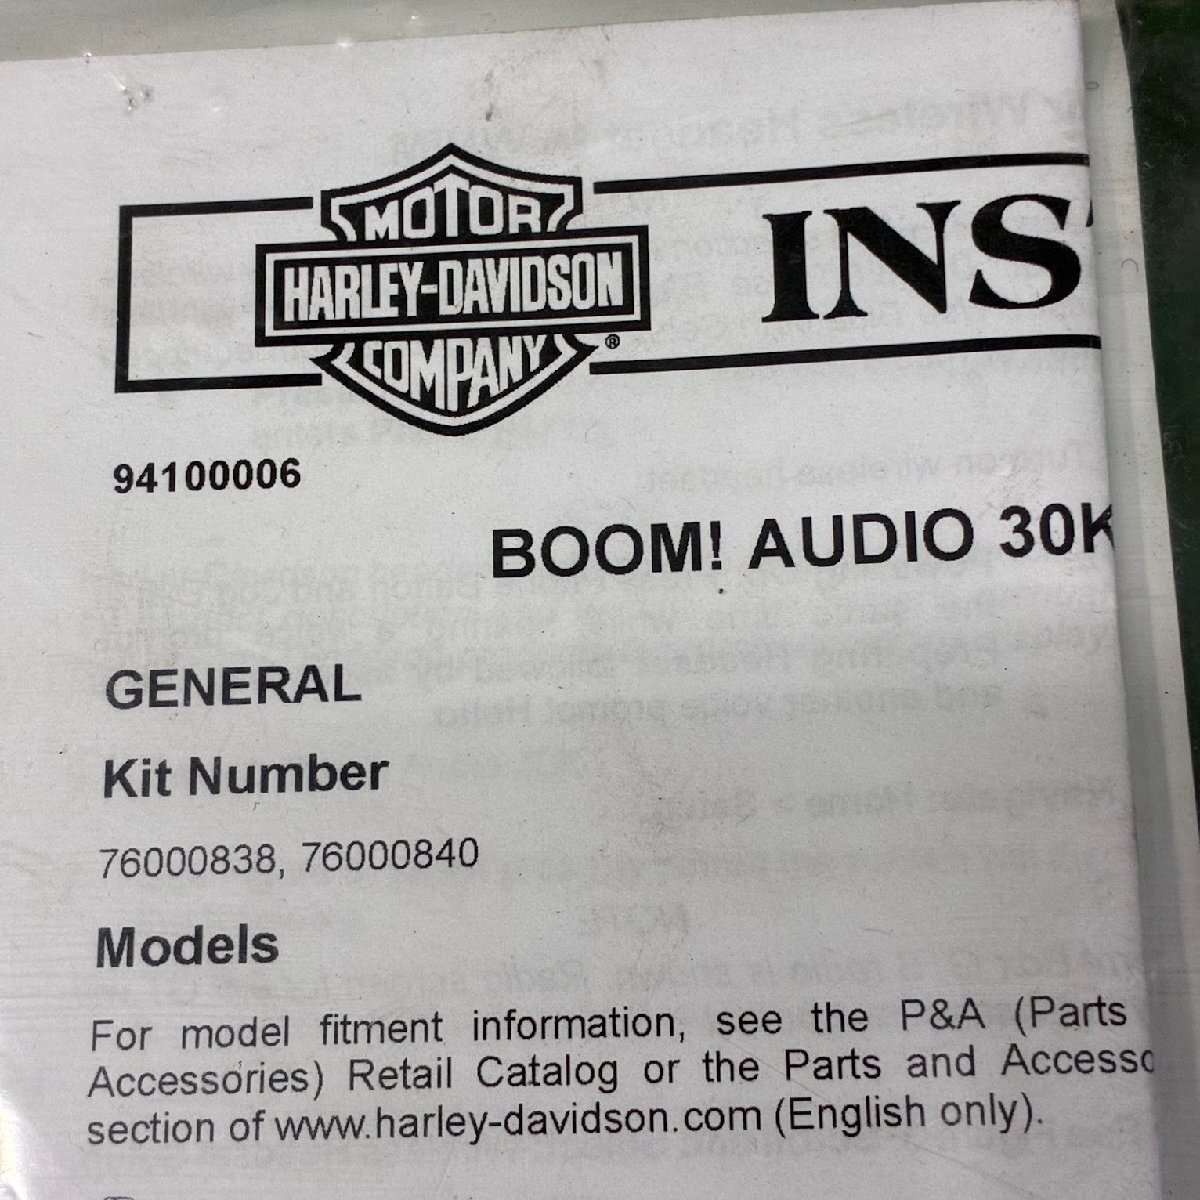 MOTOR
HARLEY-DAVIDSON
COMPANY
®
INS
94100006
BOOM! AUDIO 30K
GENERAL
Kit Number
76000838, 76000840
Models
For model fitment information, see the P&A (Parts
Accessories) Retail Catalog or the Parts and Accesso
section of www.harley-davidson.com (English only).